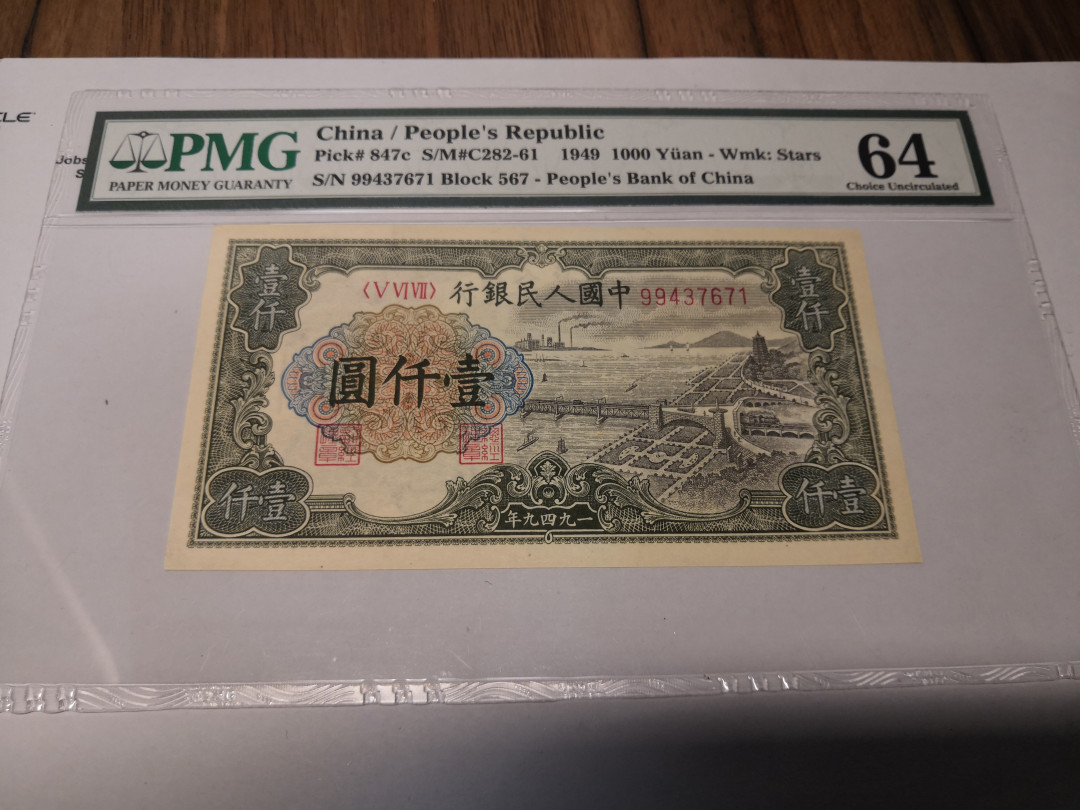 CLE
Jobs
S
PMG
PAPER MONEY GUARANTY
China / People's Republic
Pick# 847c S/M#C282-61 1949 1000 Yüan - Wmk: Stars
S/N 99437671 Block 567 - People's Bank of China
64
Choice Uncirculated
壹仟
〈Ⅴ Ⅵ Ⅶ〉
行銀民人國中
99437671
壹仟
圓仟壹
仟壹
年九四九一
仟壹